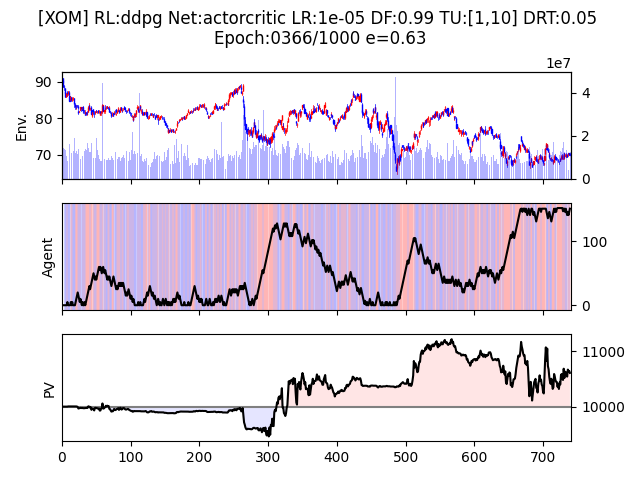 [XOM] RL:ddpg Net:actorcritic LR:1e-05 DF:0.99 TU:[1,10] DRT:0.05
Epoch:0366/1000 e=0.63
1e7
90
80
70
Env.
4
2
0
Agent
100
0
PV
11000
10000
0 100 200 300 400 500 600 700